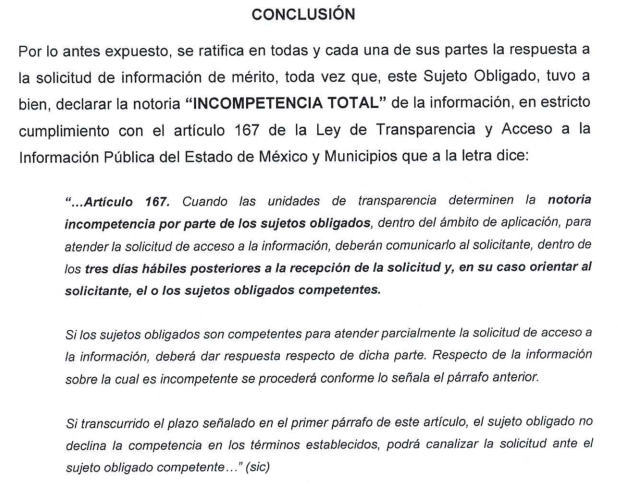 CONCLUSIÓN
Por lo antes expuesto, se ratifica en todas y cada una de sus partes la respuesta a
la solicitud de información de mérito, toda vez que, este Sujeto Obligado, tuvo a
bien, declarar la notoria “INCOMPETENCIA TOTAL” de la información, en estricto
cumplimiento con el artículo 167 de la Ley de Transparencia y Acceso a la
Información Pública del Estado de México y Municipios que a la letra dice:
“...Artículo 167. Cuando las unidades de transparencia determinen la notoria
incompetencia por parte de los sujetos obligados, dentro del ámbito de aplicación, para
atender la solicitud de acceso a la información, deberán comunicarlo al solicitante, dentro de
los tres días hábiles posteriores a la recepción de la solicitud y, en su caso orientar al
solicitante, el o los sujetos obligados competentes.
Si los sujetos obligados son competentes para atender parcialmente la solicitud de acceso a
la información, deberá dar respuesta respecto de dicha parte. Respecto de la información
sobre la cual es incompetente se procederá conforme lo señala el párrafo anterior.
Si transcurrido el plazo señalado en el primer párrafo de este artículo, el sujeto obligado no
declina la competencia en los términos establecidos, podrá canalizar la solicitud ante el
sujeto obligado competente...” (sic)